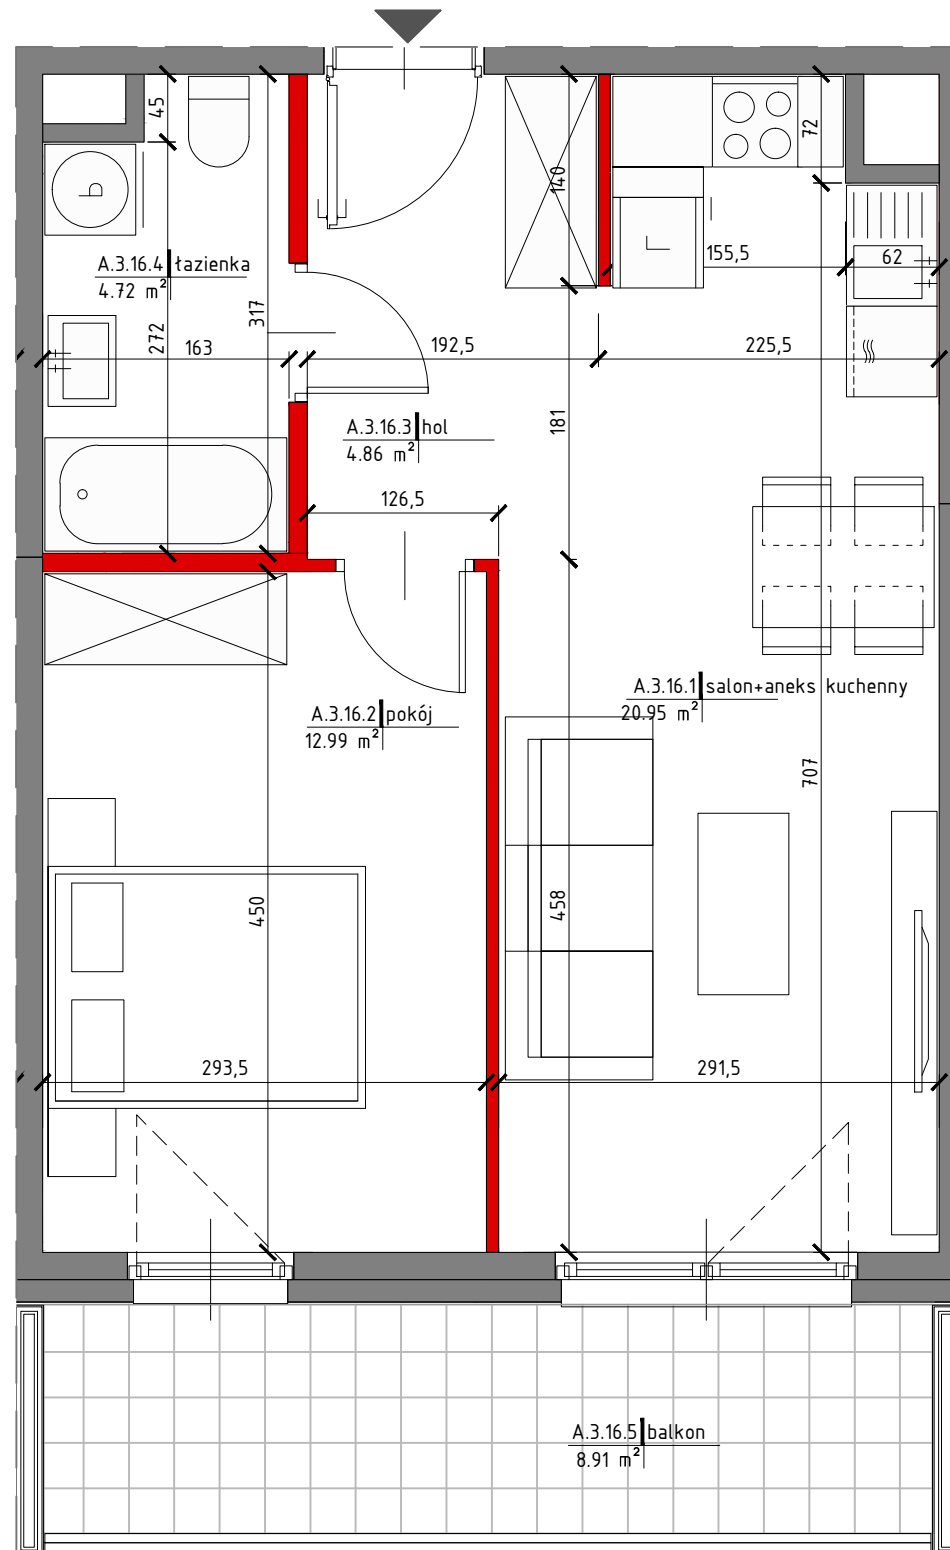 45
72
140
A.3.16.4 łazienka
4.72 m²
155,5
62
317
272
163
192,5
225,5
A.3.16.3 hol
4.86 m²
181
126,5
A.3.16.1 salon+aneks kuchenny
20.95 m²
A.3.16.2 pokój
12.99 m²
707
450
458
293,5
291,5
A.3.16.5 balkon
8.91 m²